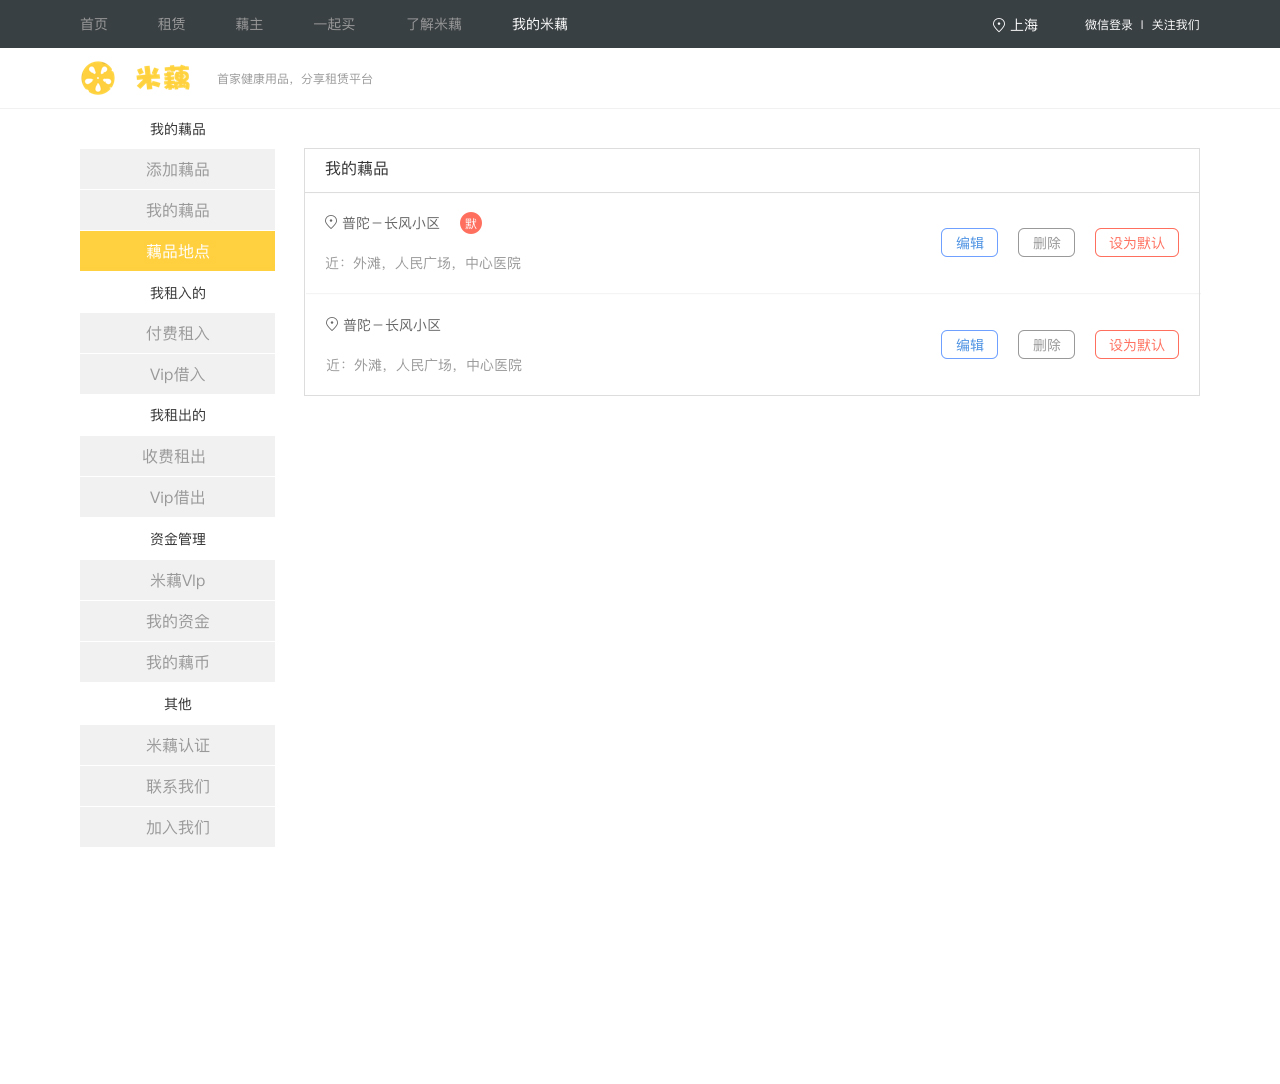 首页 租赁 藕主 一起买 了解米藕 我的米藕 上海 微信登录 | 关注我们
米藕 首家健康用品，分享租赁平台
我的藕品
添加藕品
我的藕品
藕品地点
我租入的
付费租入
Vip借入
我租出的
收费租出
Vip借出
资金管理
米藕VIp
我的资金
我的藕币
其他
米藕认证
联系我们
加入我们
我的藕品
普陀－长风小区 默
近：外滩，人民广场，中心医院
编辑 删除 设为默认
普陀－长风小区
近：外滩，人民广场，中心医院
编辑 删除 设为默认